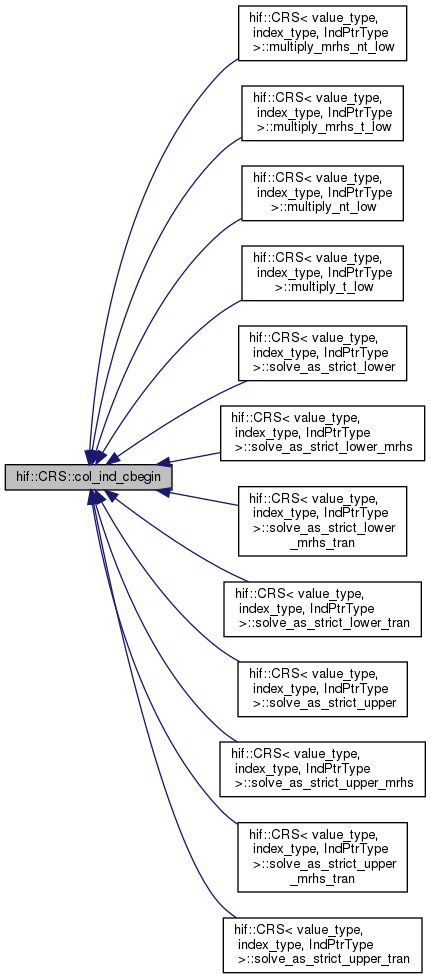 hif::CRS< value_type,
index_type, IndPtrType
>::multiply_mrhs_nt_low
hif::CRS< value_type,
index_type, IndPtrType
>::multiply_mrhs_t_low
hif::CRS< value_type,
index_type, IndPtrType
>::multiply_nt_low
hif::CRS< value_type,
index_type, IndPtrType
>::multiply_t_low
hif::CRS< value_type,
index_type, IndPtrType
>::solve_as_strict_lower
hif::CRS< value_type,
index_type, IndPtrType
>::solve_as_strict_lower_mrhs
hif::CRS::col_ind_cbegin
hif::CRS< value_type,
index_type, IndPtrType
>::solve_as_strict_lower
_mrhs_tran
hif::CRS< value_type,
index_type, IndPtrType
>::solve_as_strict_lower_tran
hif::CRS< value_type,
index_type, IndPtrType
>::solve_as_strict_upper
hif::CRS< value_type,
index_type, IndPtrType
>::solve_as_strict_upper_mrhs
hif::CRS< value_type,
index_type, IndPtrType
>::solve_as_strict_upper
_mrhs_tran
hif::CRS< value_type,
index_type, IndPtrType
>::solve_as_strict_upper_tran